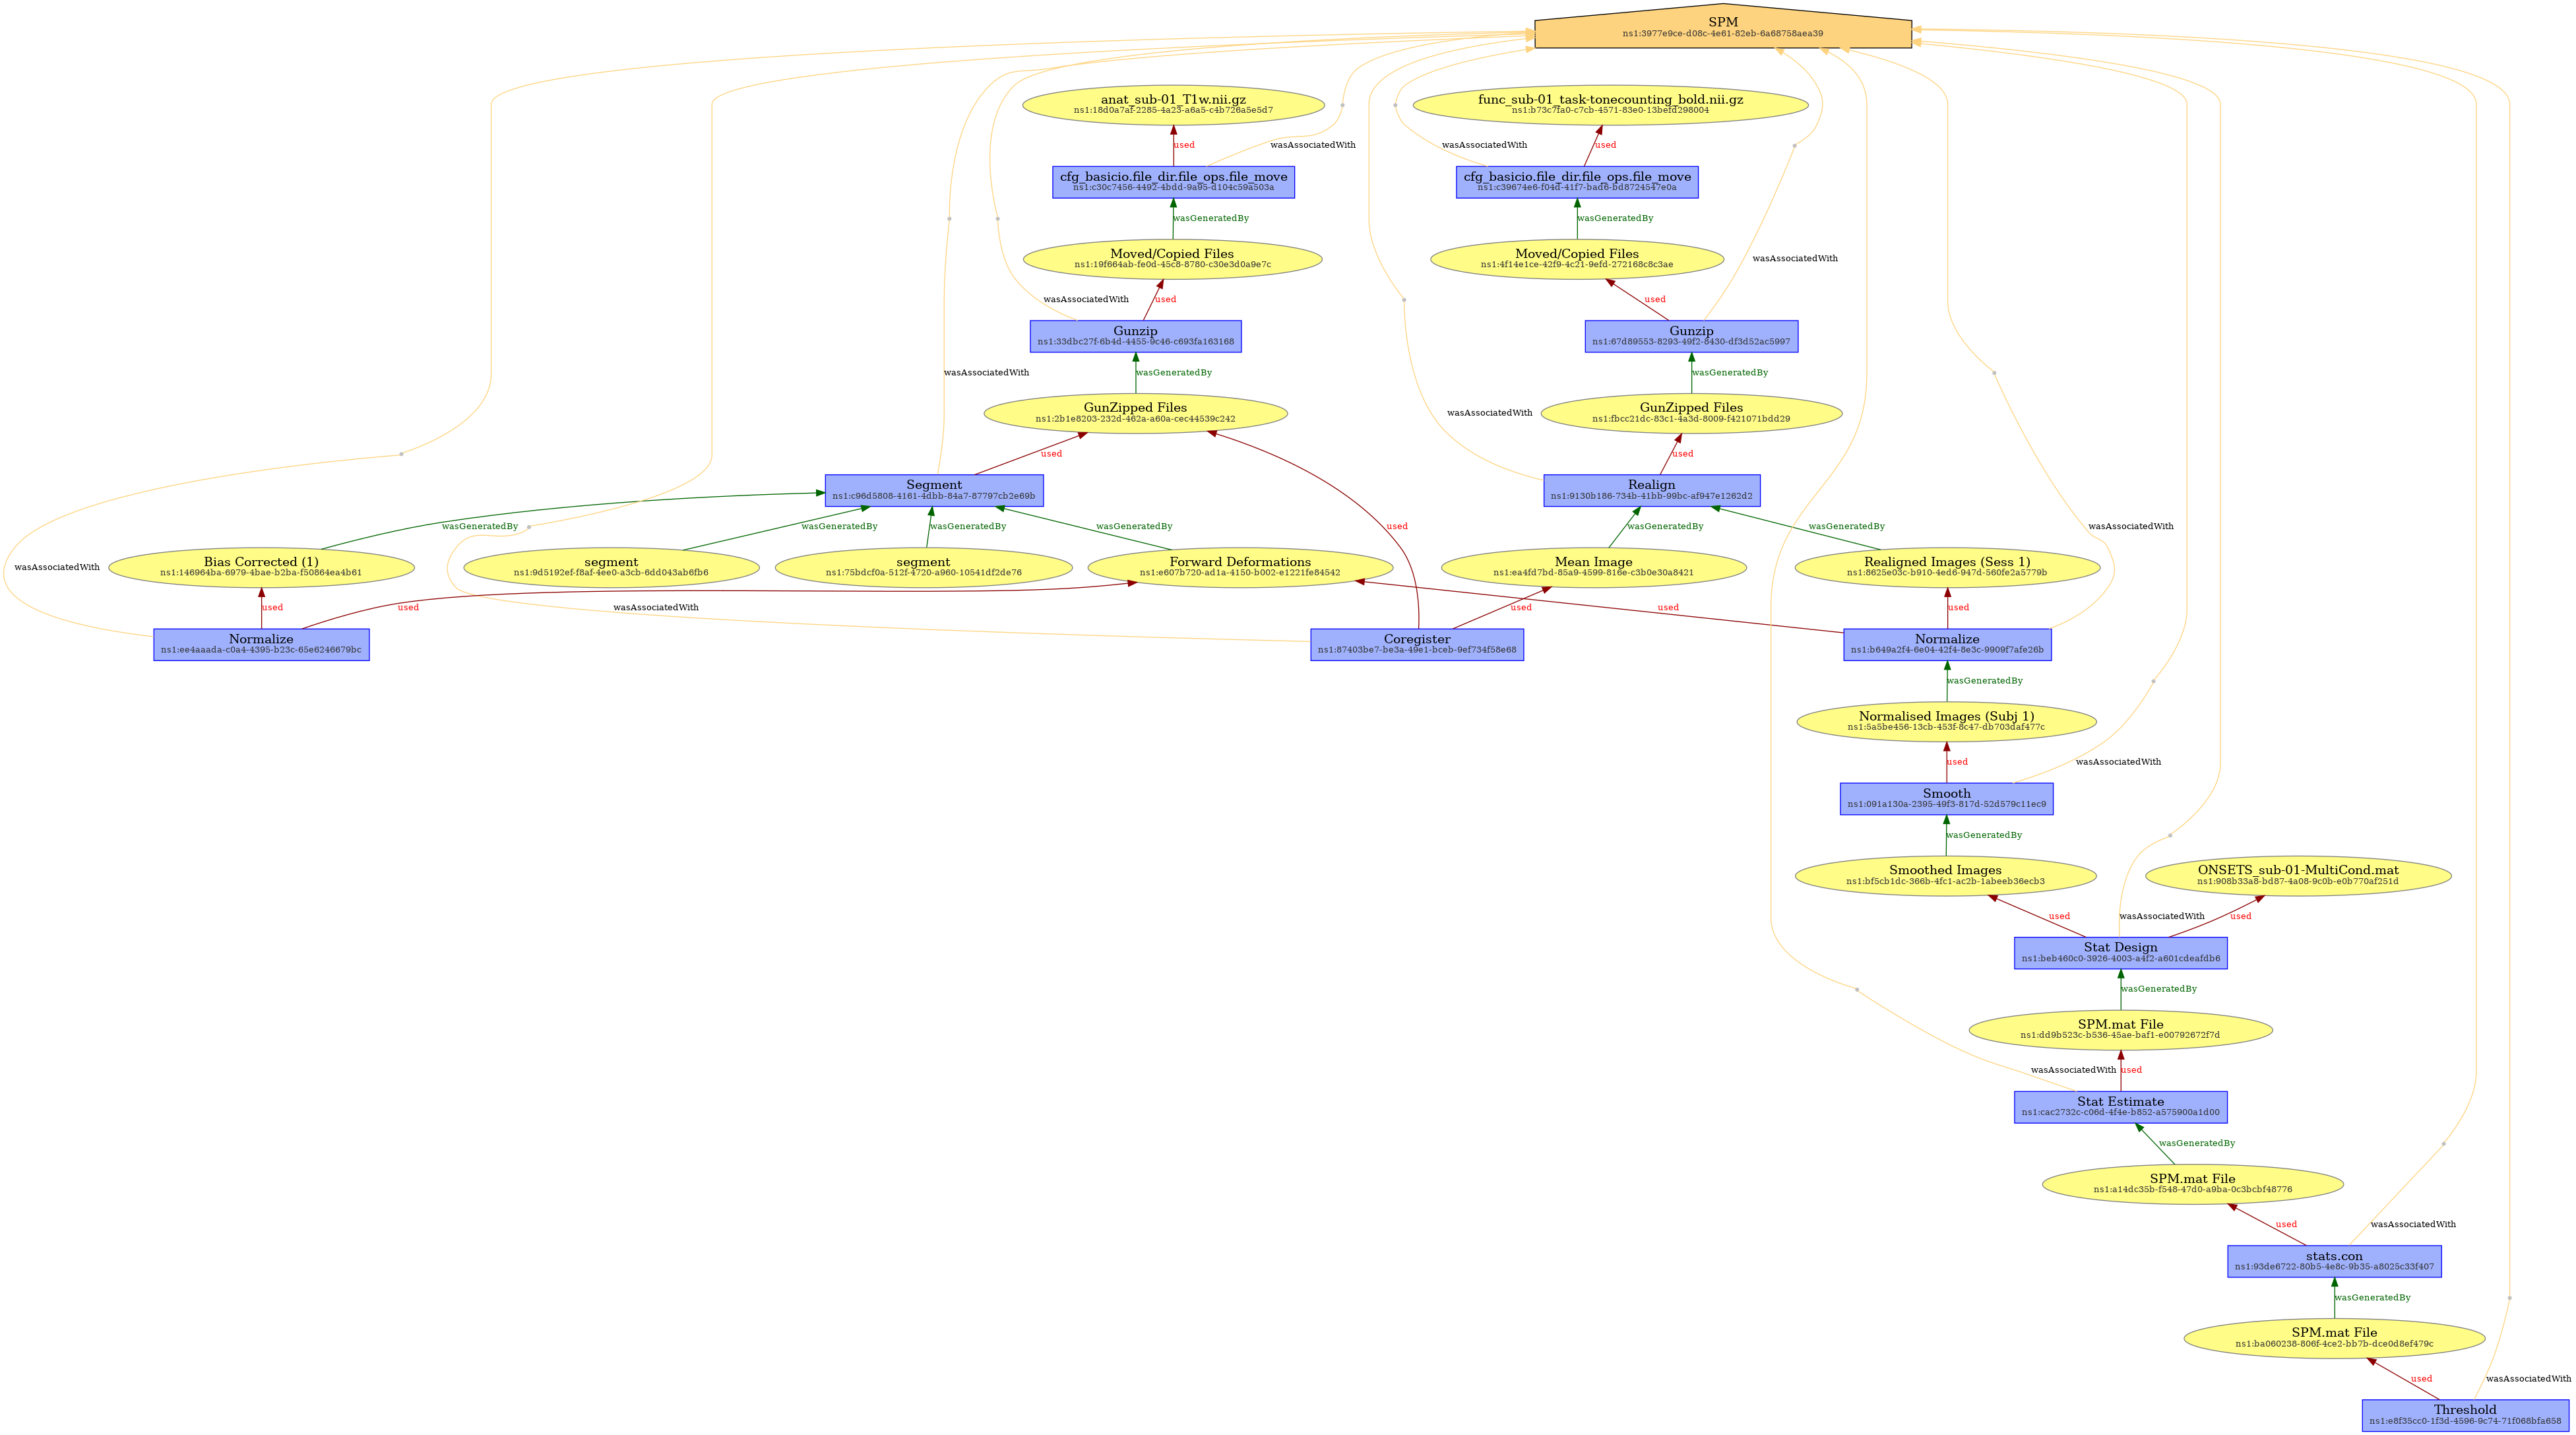 SPM
ns1:3977e9ce-d08c-4e61-82eb-6a68758aea39
anat_sub-01_T1w.nii.gz
ns1:18d0a7af-2285-4a23-a6a5-c4b726a5e5d7
func_sub-01_task-tonecounting_bold.nii.gz
ns1:b73c7fa0-c7cb-4571-83e0-13befd298004
used
wasAssociatedWith
wasAssociatedWith
used
cfg_basicio.file_dir.file_ops.file_move
ns1:c30c7456-4492-4bdd-9a95-d104c59a503a
cfg_basicio.file_dir.file_ops.file_move
ns1:c39674e6-f04d-41f7-bad6-bd8724547e0a
wasGeneratedBy
wasGeneratedBy
Moved/Copied Files
ns1:19f664ab-fe0d-45c8-8780-c30e3d0a9e7c
Moved/Copied Files
ns1:4f14e1ce-42f9-4c21-9efd-272168c8c3ae
wasAssociatedWith
wasAssociatedWith
used
used
Gunzip
ns1:33dbc27f-6b4d-4455-9c46-c693fa163168
Gunzip
ns1:67d89553-8293-49f2-8430-df3d52ac5997
wasAssociatedWith
wasGeneratedBy
wasGeneratedBy
GunZipped Files
ns1:2b1e8203-232d-462a-a60a-cec44539c242
wasAssociatedWith
GunZipped Files
ns1:fbcc21dc-83c1-4a3d-8009-f421071bdd29
used
used
Segment
ns1:c96d5808-4161-4dbb-84a7-87797cb2e69b
Realign
ns1:9130b186-734b-41bb-99bc-af947e1262d2
wasGeneratedBy
wasGeneratedBy
wasGeneratedBy
wasGeneratedBy
used
wasGeneratedBy
wasGeneratedBy
wasAssociatedWith
wasAssociatedWith
Bias Corrected (1)
ns1:146964ba-6979-4bae-b2ba-f50864ea4b61
segment
ns1:9d5192ef-f8af-4ee0-a3cb-6dd043ab6fb6
segment
ns1:75bdcf0a-512f-4720-a960-10541df2de76
Forward Deformations
ns1:e607b720-ad1a-4150-b002-e1221fe84542
Mean Image
ns1:ea4fd7bd-85a9-4599-816e-c3b0e30a8421
Realigned Images (Sess 1)
ns1:8625e03c-b910-4ed6-947d-560fe2a5779b
used
used
wasAssociatedWith
used
used
used
Normalize
ns1:ee4aaada-c0a4-4395-b23c-65e6246679bc
Coregister
ns1:87403be7-be3a-49e1-bceb-9ef734f58e68
Normalize
ns1:b649a2f4-6e04-42f4-8e3c-9909f7afe26b
wasGeneratedBy
Normalised Images (Subj 1)
ns1:5a5be456-13cb-453f-8c47-db703daf477c
used
wasAssociatedWith
Smooth
ns1:091a130a-2395-49f3-817d-52d579c11ec9
wasGeneratedBy
Smoothed Images
ns1:bf5cb1dc-366b-4fc1-ac2b-1abeeb36ecb3
ONSETS_sub-01-MultiCond.mat
ns1:908b33a8-bd87-4a08-9c0b-e0b770af251d
used
wasAssociatedWith
used
Stat Design
ns1:beb460c0-3926-4003-a4f2-a601cdeafdb6
wasGeneratedBy
SPM.mat File
ns1:dd9b523c-b536-45ae-baf1-e00792672f7d
wasAssociatedWith
used
Stat Estimate
ns1:cac2732c-c06d-4f4e-b852-a575900a1d00
wasGeneratedBy
SPM.mat File
ns1:a14dc35b-f548-47d0-a9ba-0c3bcbf48776
used
wasAssociatedWith
stats.con
ns1:93de6722-80b5-4e8c-9b35-a8025c33f407
wasGeneratedBy
SPM.mat File
ns1:ba060238-806f-4ce2-bb7b-dce0d8ef479c
used
wasAssociatedWith
Threshold
ns1:e8f35cc0-1f3d-4596-9c74-71f068bfa658